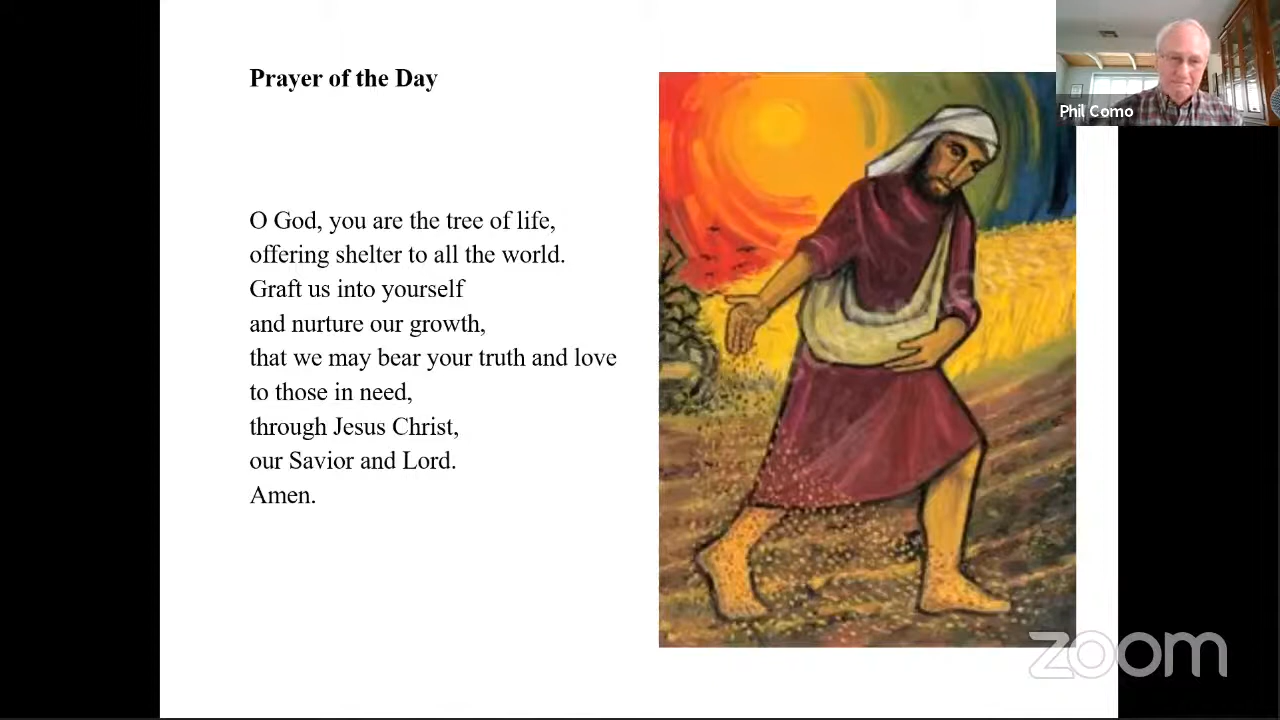 Prayer of the Day
O God, you are the tree of life,
offering shelter to all the world.
Graft us into yourself
and nurture our growth,
that we may bear your truth and love
to those in need,
through Jesus Christ,
our Savior and Lord.
Amen.
Phil Como
zoom